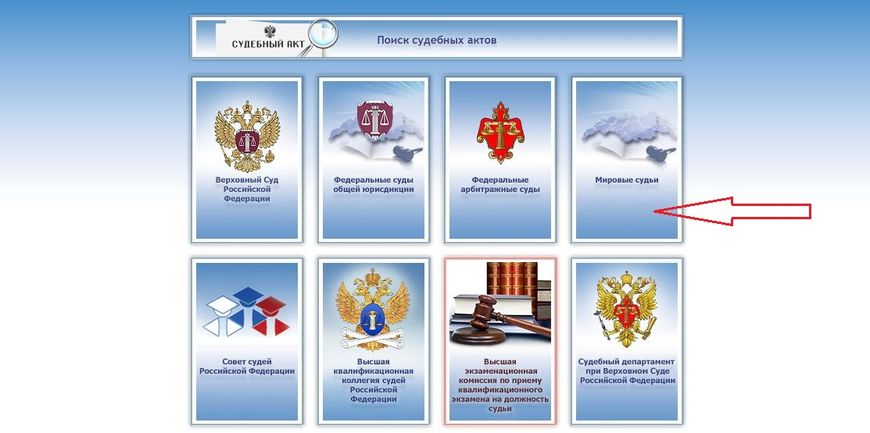 СУДЕБНЫЙ АКТ
Поиск судебных актов
Верховный Суд
Российской
Федерации
Федеральные суды
общей юрисдикции
Федеральные
арбитражные суды
Мировые судьи
Совет судей
Российской Федерации
Высшая
квалификационная
коллегия судей
Российской
Федерации
Высшая
экзаменационная
комиссия по приему
квалификационного
экзамена на должность
судьи
Судебный департамент
при Верховном Суде
Российской Федерации